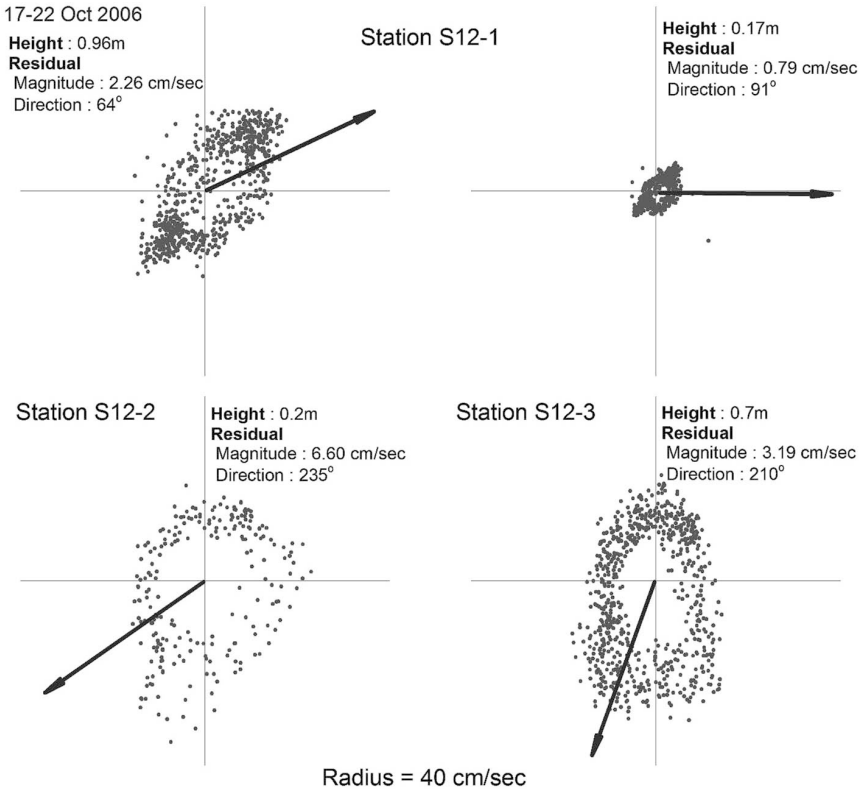 17-22 Oct 2006
Height : 0.96m
Residual
Magnitude : 2.26 cm/sec
Direction : 64°
Station S12-1
Height : 0.17m
Residual
Magnitude : 0.79 cm/sec
Direction : 91°
Station S12-2
Height : 0.2m
Residual
Magnitude : 6.60 cm/sec
Direction : 235°
Station S12-3
Height : 0.7m
Residual
Magnitude : 3.19 cm/sec
Direction : 210°
Radius = 40 cm/sec